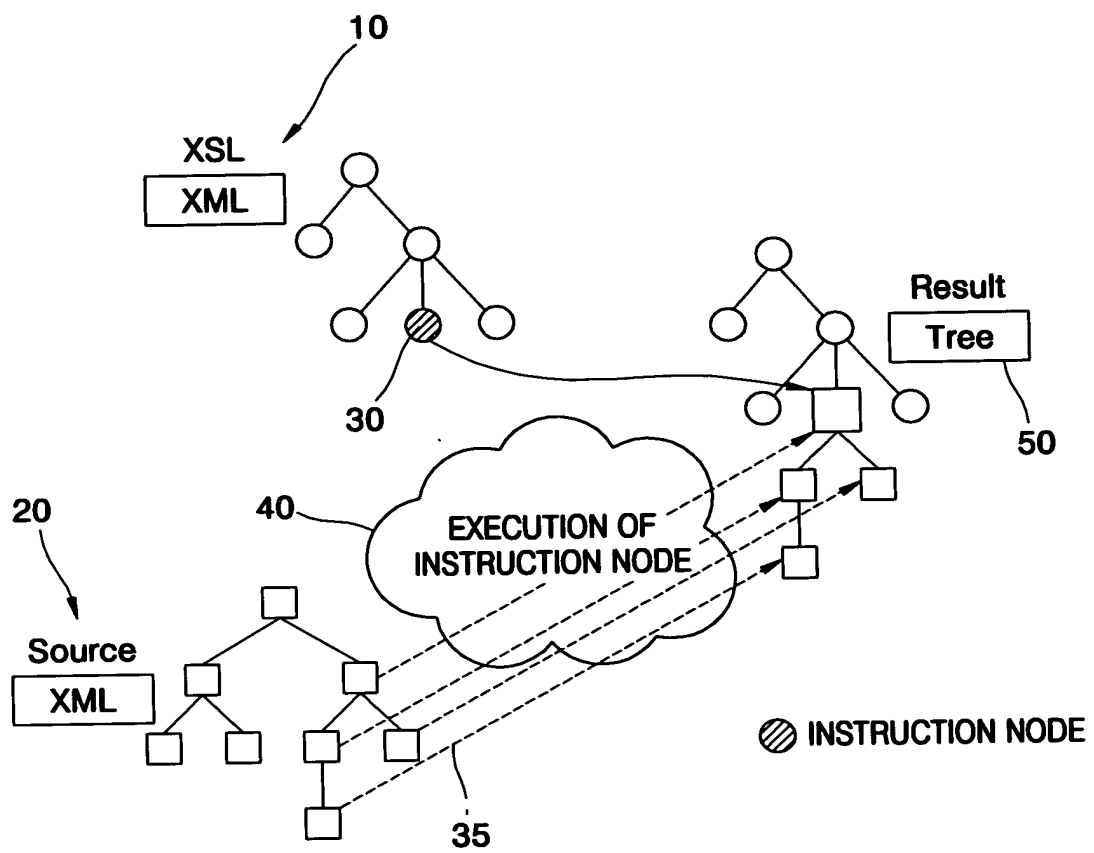 10
XSL
XML
Result
Tree
30
50
20
40
EXECUTION OF
INSTRUCTION NODE
Source
XML
INSTRUCTION NODE
35